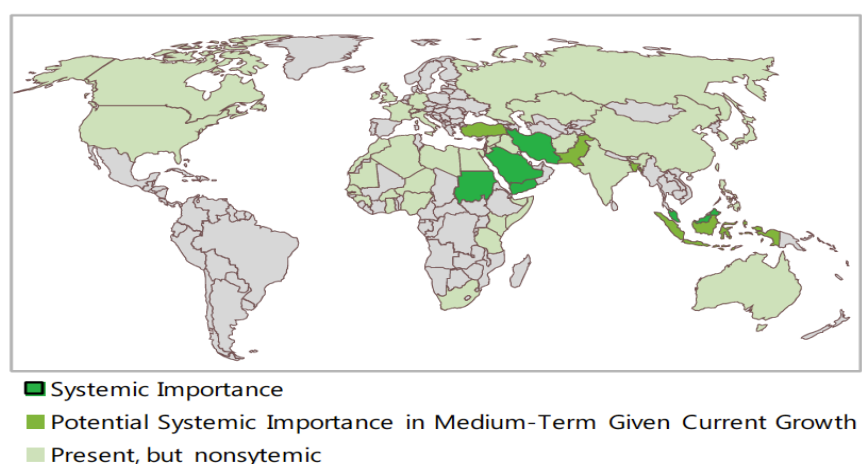 Systemic Importance
Potential Systemic Importance in Medium-Term Given Current Growth
Present, but nonsytemic